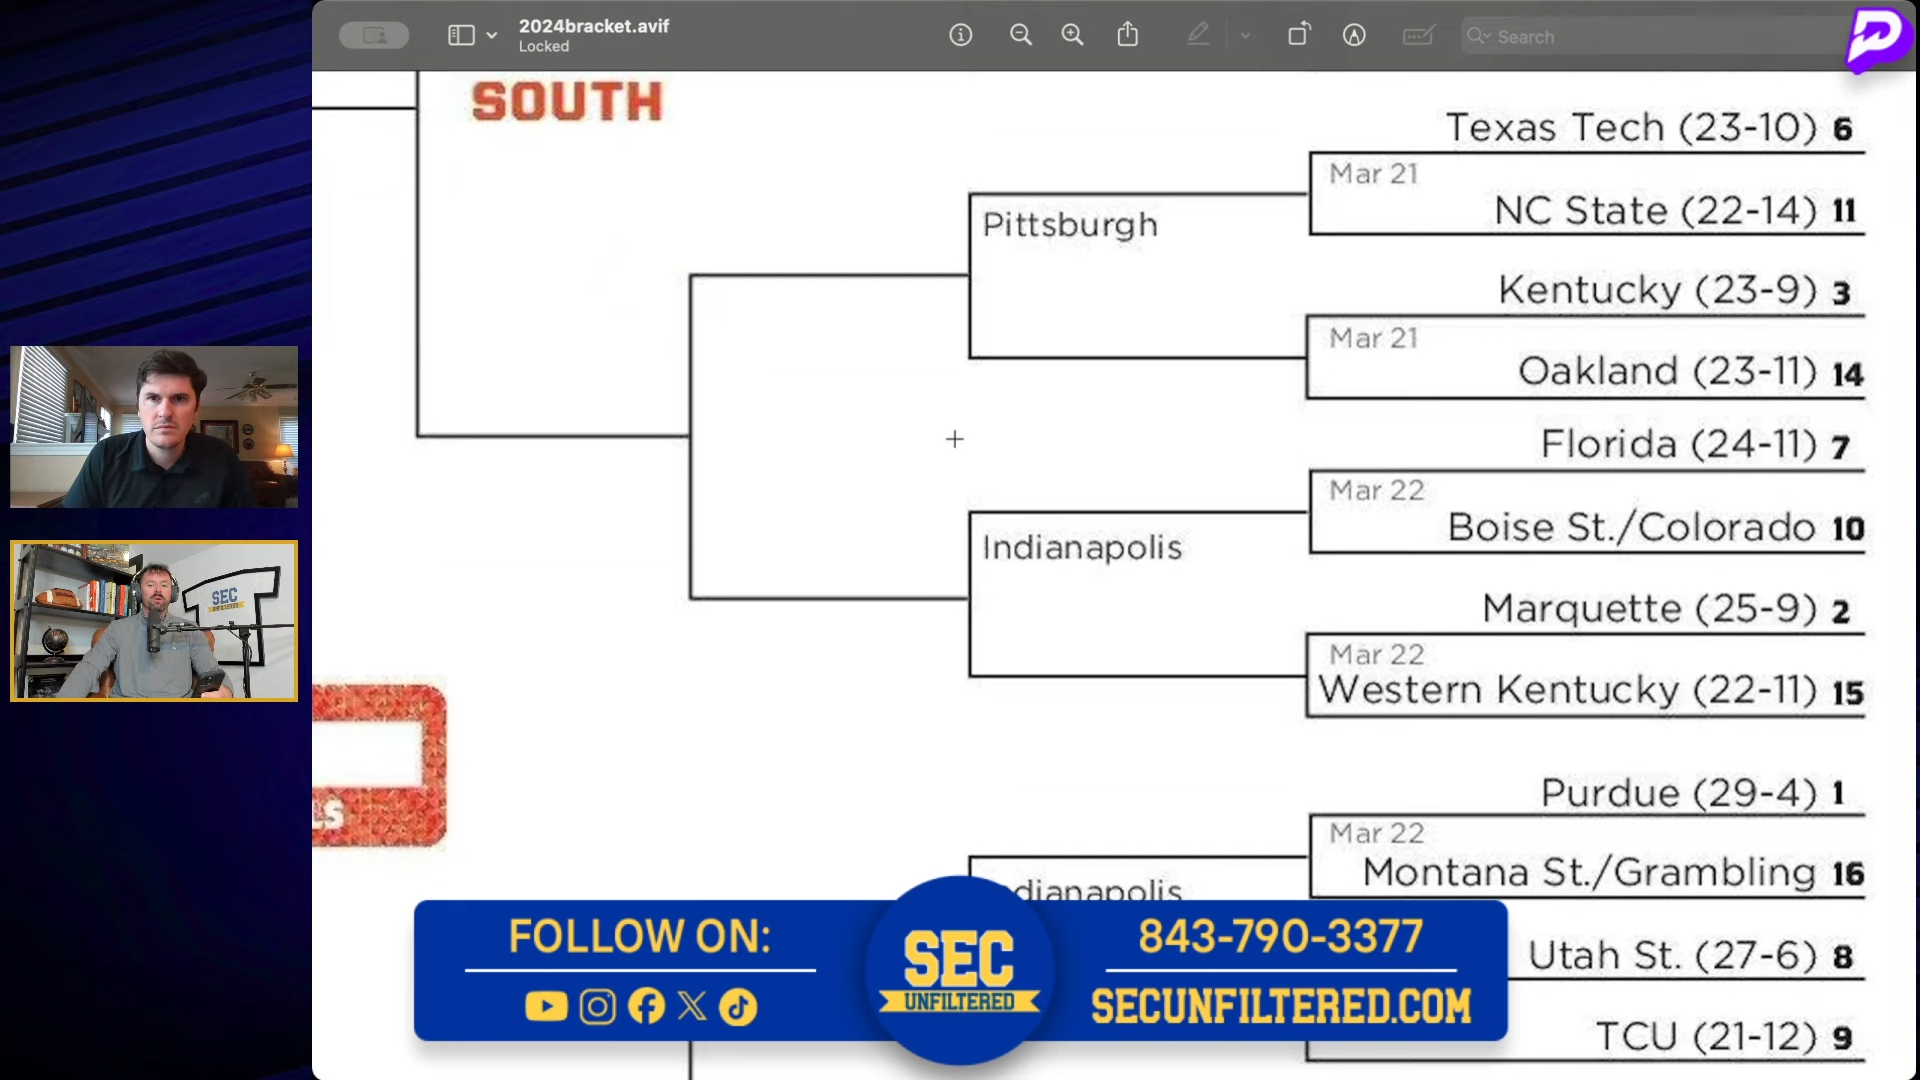 2024bracket.avif
Locked
Search
SOUTH
Texas Tech (23-10) 6
Mar 21
NC State (22-14) 11
Pittsburgh
Kentucky (23-9) 3
Mar 21
Oakland (23-11) 14
Florida (24-11) 7
Mar 22
Boise St./Colorado 10
Indianapolis
Marquette (25-9) 2
Mar 22
Western Kentucky (22-11) 15
Purdue (29-4) 1
Mar 22
Montana St./Grambling 16
dianapolis
Utah St. (27-6) 8
TCU (21-12) 9
LS
SEC
UNFILTERED
FOLLOW ON:
SEC
UNFILTERED
843-790-3377
SECUNFILTERED.COM